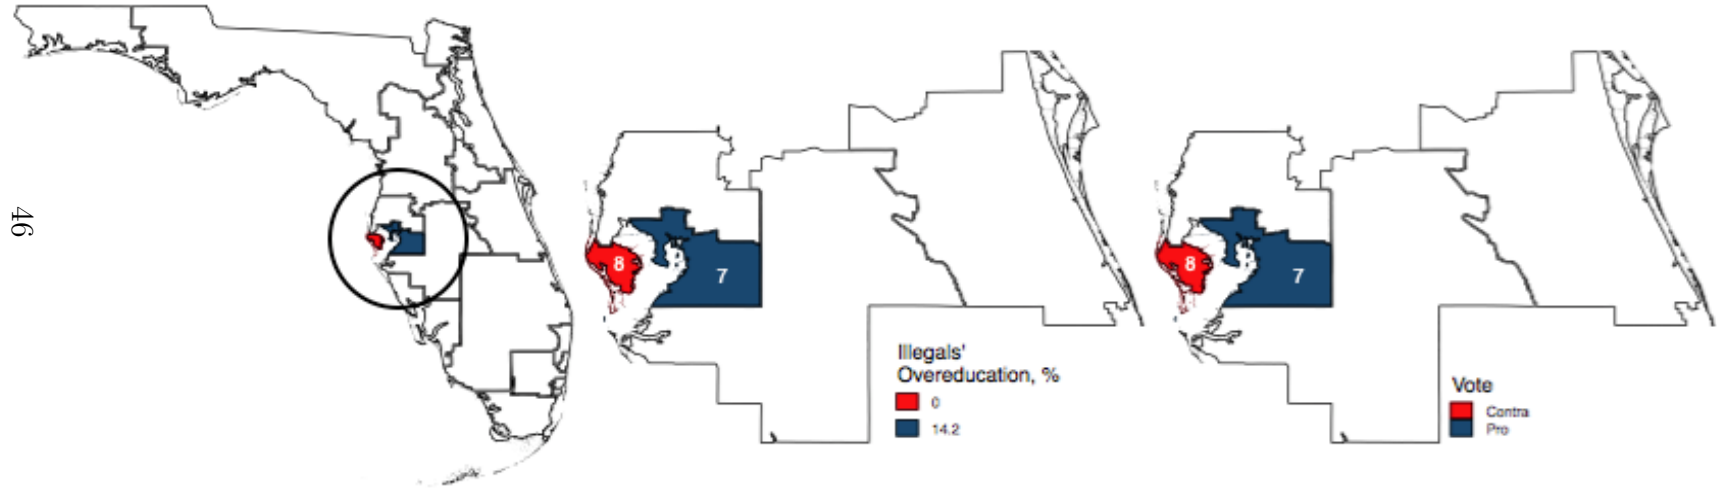 46
8
7
Illegals'
Overeducation, %
0
14.2
8
7
Vote
Contra
Pro